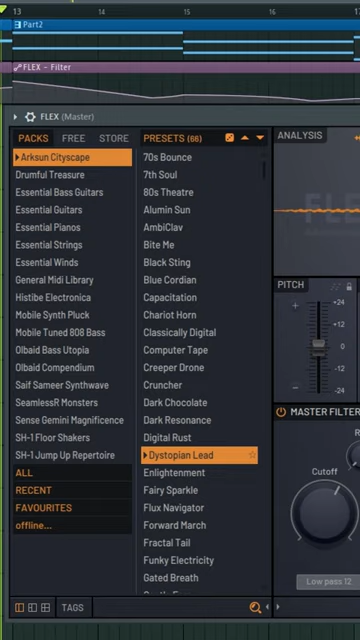 13 14 15 16 17
Part2
FLEX - Filter
FLEX (Master)
PACKS FREE STORE
PRESETS (66)
ANALYSIS
Arksun Cityscape
Drumful Treasure
Essential Bass Guitars
Essential Guitars
Essential Pianos
Essential Strings
Essential Winds
General Midi Library
Histibe Electronica
Mobile Synth Pluck
Mobile Tuned 808 Bass
Olbaid Bass Utopia
Olbaid Compendium
Saif Sameer Synthwave
SeamlessR Monsters
Sense Gemini Magnificence
SH-1 Floor Shakers
SH-1 Jump Up Repertoire
ALL
RECENT
FAVOURITES
offline...
70s Bounce
7th Soul
80s Theatre
Alumin Sun
AmbiClav
Bite Me
Black Sting
Blue Cordian
Capacitation
Chariot Horn
Classically Digital
Computer Tape
Creeper Drone
Cruncher
Dark Chocolate
Dark Resonance
Digital Rust
Dystopian Lead
Enlightenment
Fairy Sparkle
Flux Navigator
Forward March
Fractal Tail
Funky Electricity
Gated Breath
FLEX
PITCH
+24
+12
0
-12
-24
MASTER FILTER
Cutoff
Low pass 12
TAGS